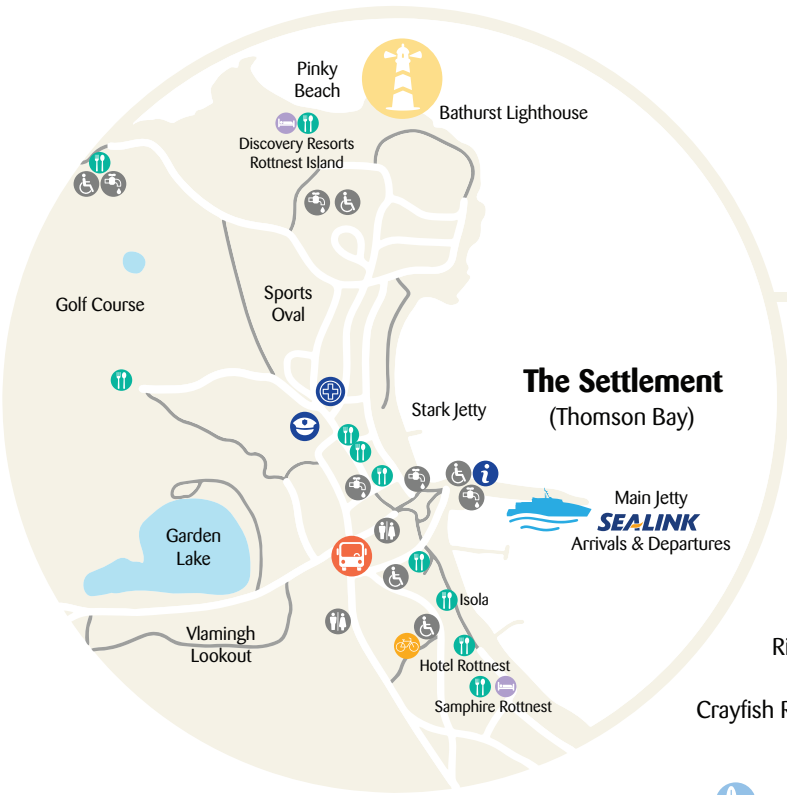 Pinky
Beach
Bathurst Lighthouse
Discovery Resorts
Rottnest Island
Golf Course
Sports
Oval
The Settlement
(Thomson Bay)
Stark Jetty
i
Main Jetty
SEALINK
Arrivals & Departures
Garden
Lake
Isola
Vlamingh
Lookout
Ri
Hotel Rottnest
Samphire Rottnest
Crayfish R